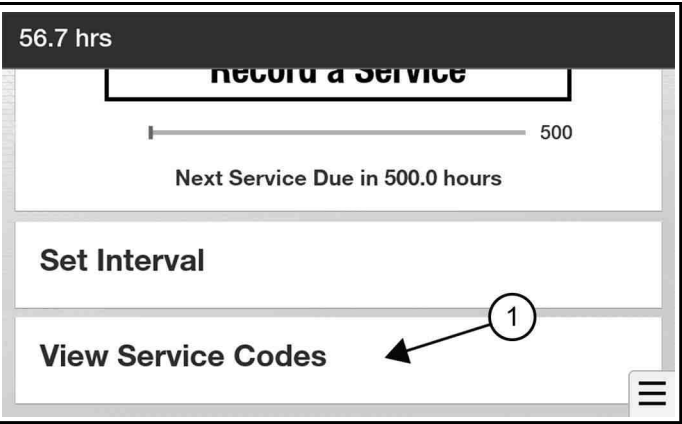 56.7 hrs
Record a Service
500
Next Service Due in 500.0 hours
Set Interval
1
View Service Codes